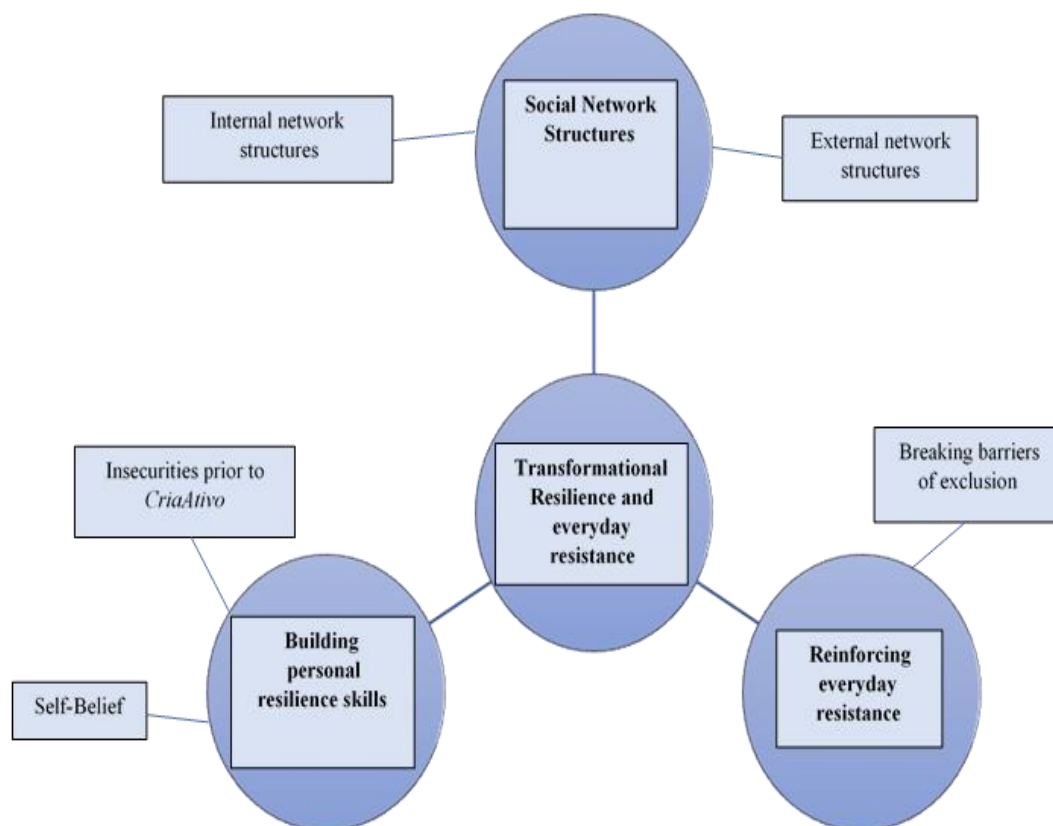 Social Network
Structures
Internal network
structures
External network
structures
Transformational
Resilience and
everyday
resistance
Breaking barriers
of exclusion
Insecurities prior to
CriaAtivo
Building
personal
resilience skills
Self-Belief
Reinforcing
everyday
resistance